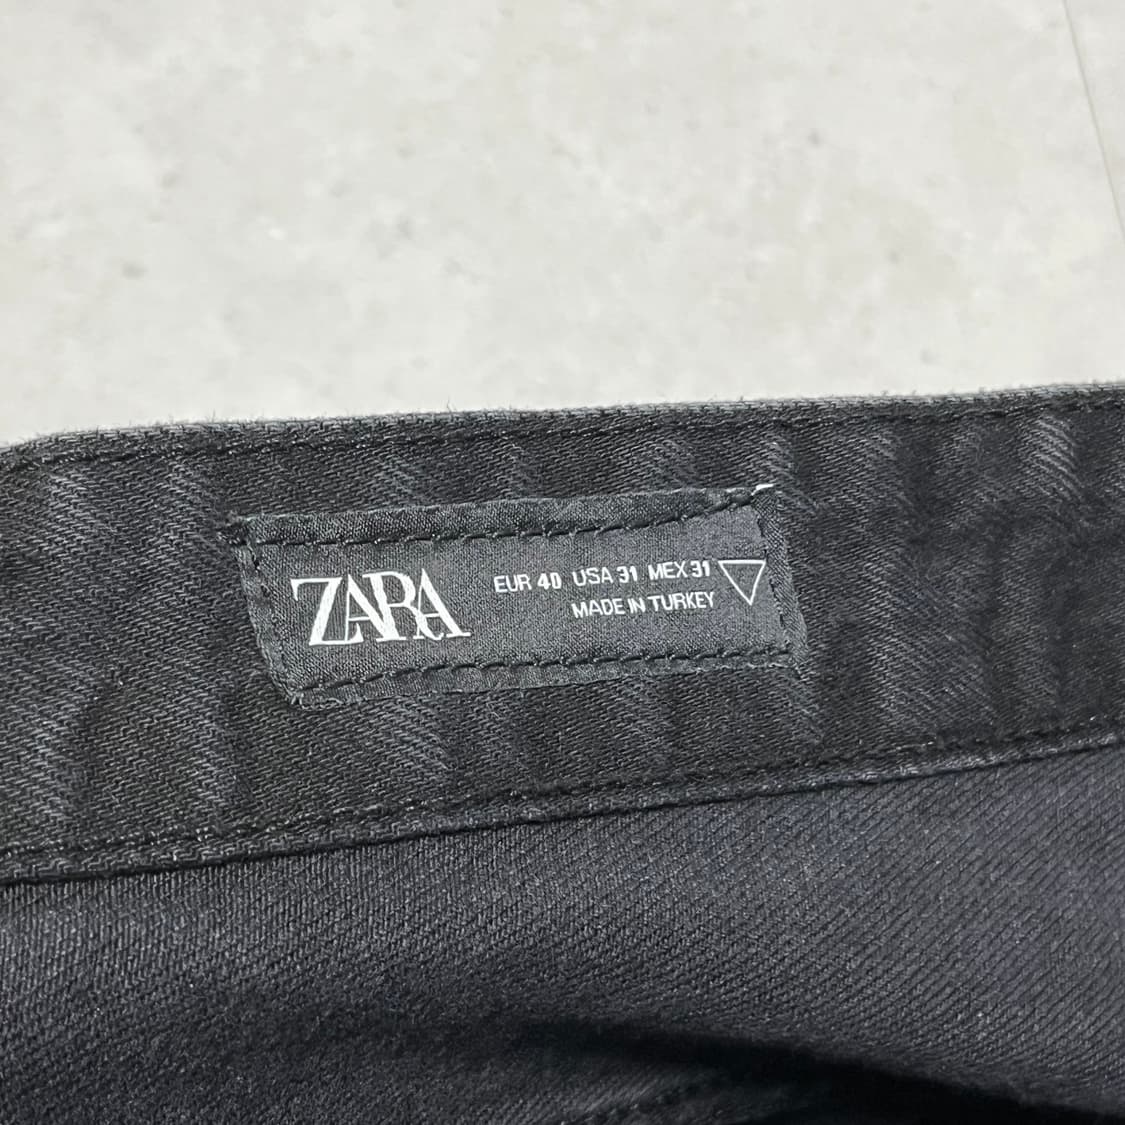 ZARA
EUR 40 USA 31 MEX 31
MADE IN TURKEY